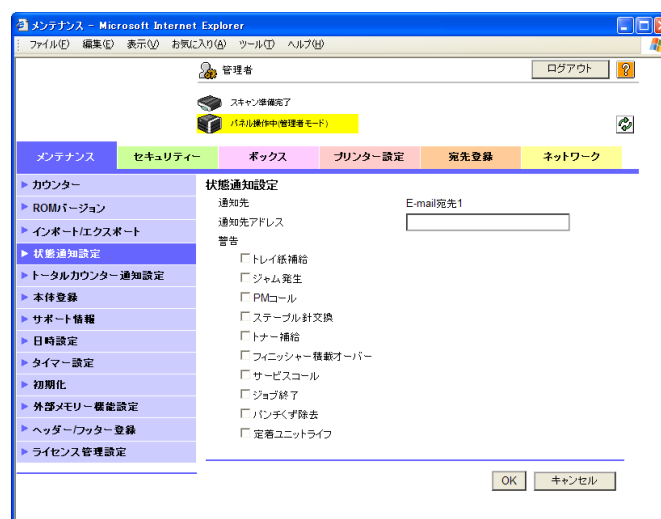 メンテナンス - Microsoft Internet Explorer
ファイル(F) 編集(E) 表示(V) お気に入り(A) ツール(T) ヘルプ(H)
管理者 ログアウト ?
スキャン準備完了
パネル操作中(管理者モード)
メンテナンス セキュリティー ボックス プリンター設定 宛先登録 ネットワーク
カウンター
ROMバージョン
インポート/エクスポート
状態通知設定
トータルカウンター通知設定
本体登録
サポート情報
日時設定
タイマー設定
初期化
外部メモリー機能設定
ヘッダー/フッター登録
ライセンス管理設定
状態通知設定
通知先 E-mail宛先1
通知先アドレス
警告
トレイ紙補給
ジャム発生
PMコール
ステープル針交換
トナー補給
フィニッシャー積載オーバー
サービスコール
ジョブ終了
パンチくず除去
定着ユニットライフ
OK キャンセル